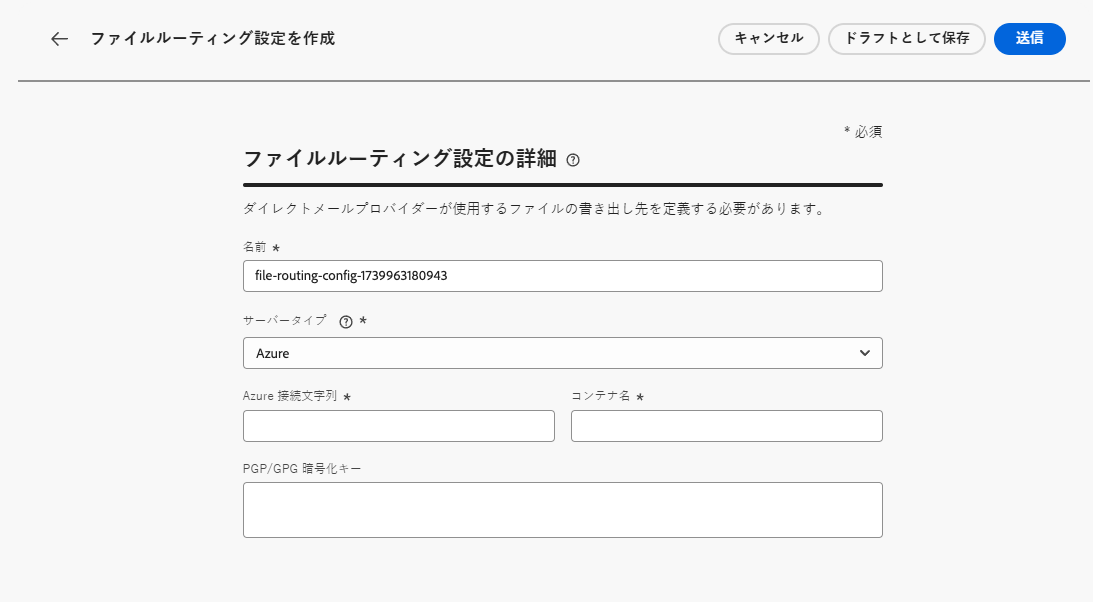 ファイルルーティング設定を作成
キャンセル
ドラフトとして保存
送信
* 必須
ファイルルーティング設定の詳細
ダイレクトメールプロバイダーが使用するファイルの書き出し先を定義する必要があります。
名前 *
file-routing-config-1739963180943
サーバータイプ *
Azure
Azure 接続文字列 *
コンテナ名 *
PGP/GPG 暗号化キー